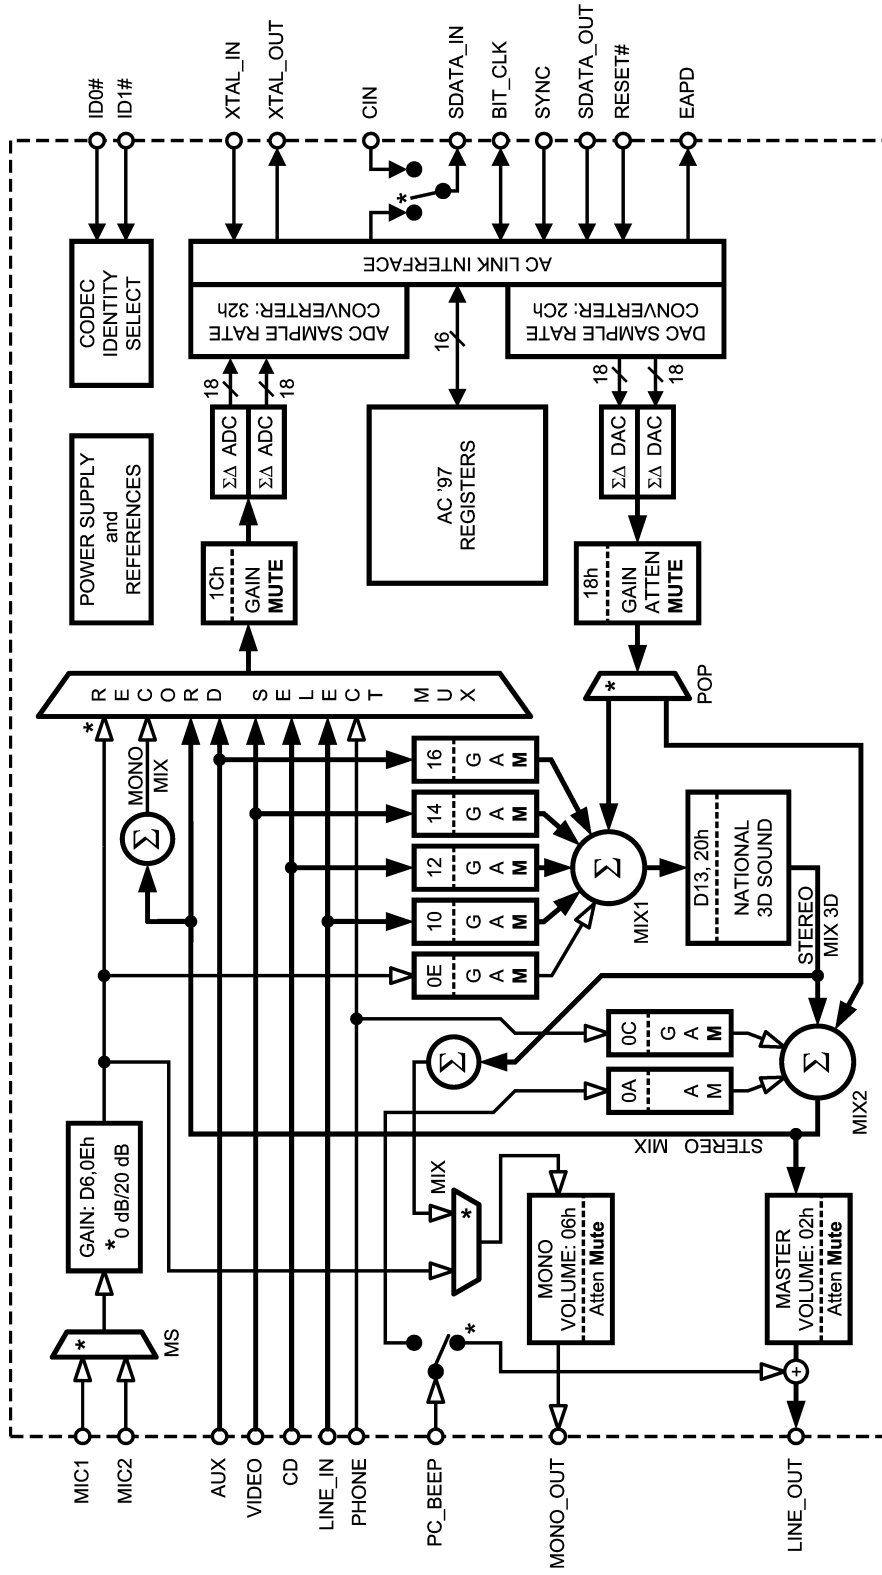 MIC1
MIC2
AUX
VIDEO
CD
LINE_IN
PHONE
PC_BEEP
MONO_OUT
LINE_OUT
*
MS
GAIN: D6,0Eh
* 0 dB/20 dB
MONO
MIX
Σ
*
RECORD SELECT MUX
POWER SUPPLY
and
REFERENCES
CODEC
IDENTITY
SELECT
ID0#
ID1#
XTAL_IN
XTAL_OUT
CIN
SDATA_IN
BIT_CLK
SYNC
SDATA_OUT
RESET#
EAPD
1Ch
GAIN
MUTE
ΣΔ ADC
ΣΔ ADC
18
18
ADC SAMPLE RATE
CONVERTER: 32h
AC LINK INTERFACE
*
16
AC '97
REGISTERS
DAC SAMPLE RATE
CONVERTER: 2Ch
18
18
ΣΔ DAC
ΣΔ DAC
18h
GAIN
ATTEN
MUTE
*
POP
16
G
A
M
14
G
A
M
12
G
A
M
10
G
A
M
0E
G
A
M
Σ
MIX1
D13, 20h
NATIONAL
3D SOUND
STEREO
MIX 3D
Σ
0C
G
A
M
0A
A
M
Σ
MIX2
STEREO MIX
MIX
*
*
MONO
VOLUME: 06h
Atten Mute
MASTER
VOLUME: 02h
Atten Mute
+